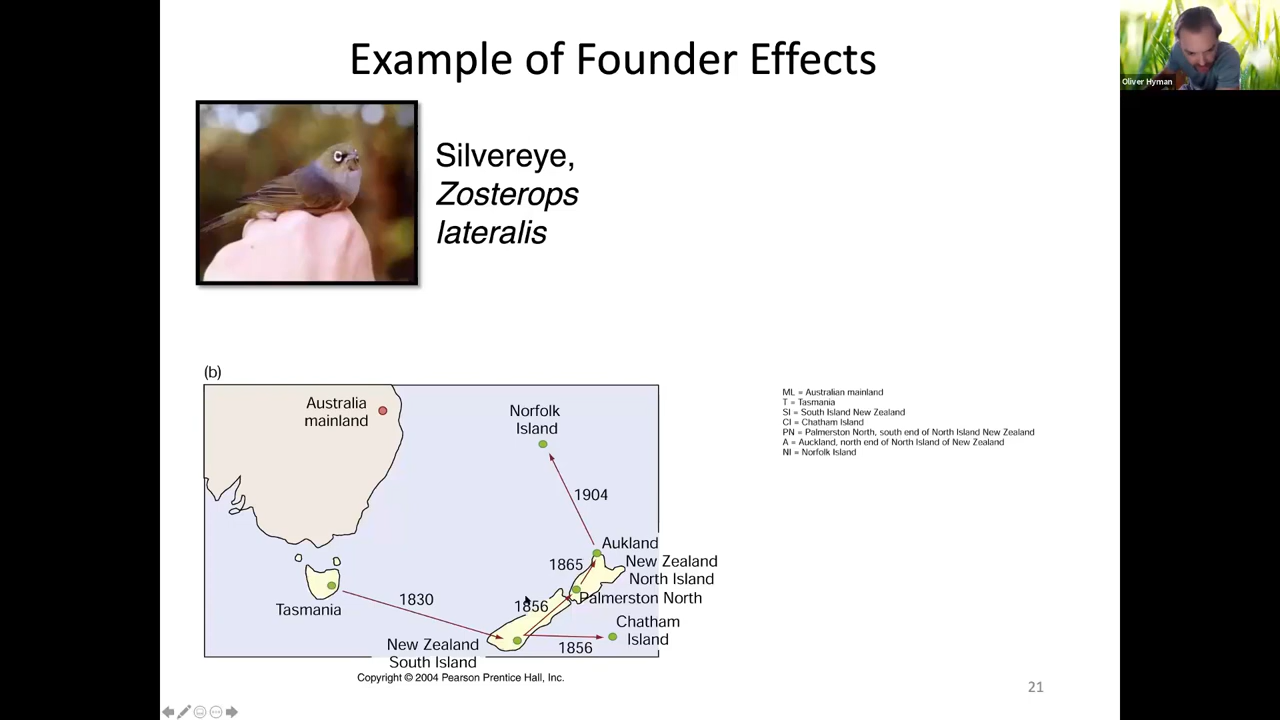 Example of Founder Effects
Oliver Hyman
Silvereye,
Zosterops
lateralis
(b)
Australia
mainland
Norfolk
Island
1904
Aukland
New Zealand
North Island
1865
Palmerston North
1856
Tasmania
1830
Chatham
Island
1856
New Zealand
South Island
Copyright © 2004 Pearson Prentice Hall, Inc.
ML = Australian mainland
T = Tasmania
SI = South Island New Zealand
CI = Chatham Island
PN = Palmerston North, south end of North Island New Zealand
A = Auckland, north end of North Island of New Zealand
NI = Norfolk Island
21